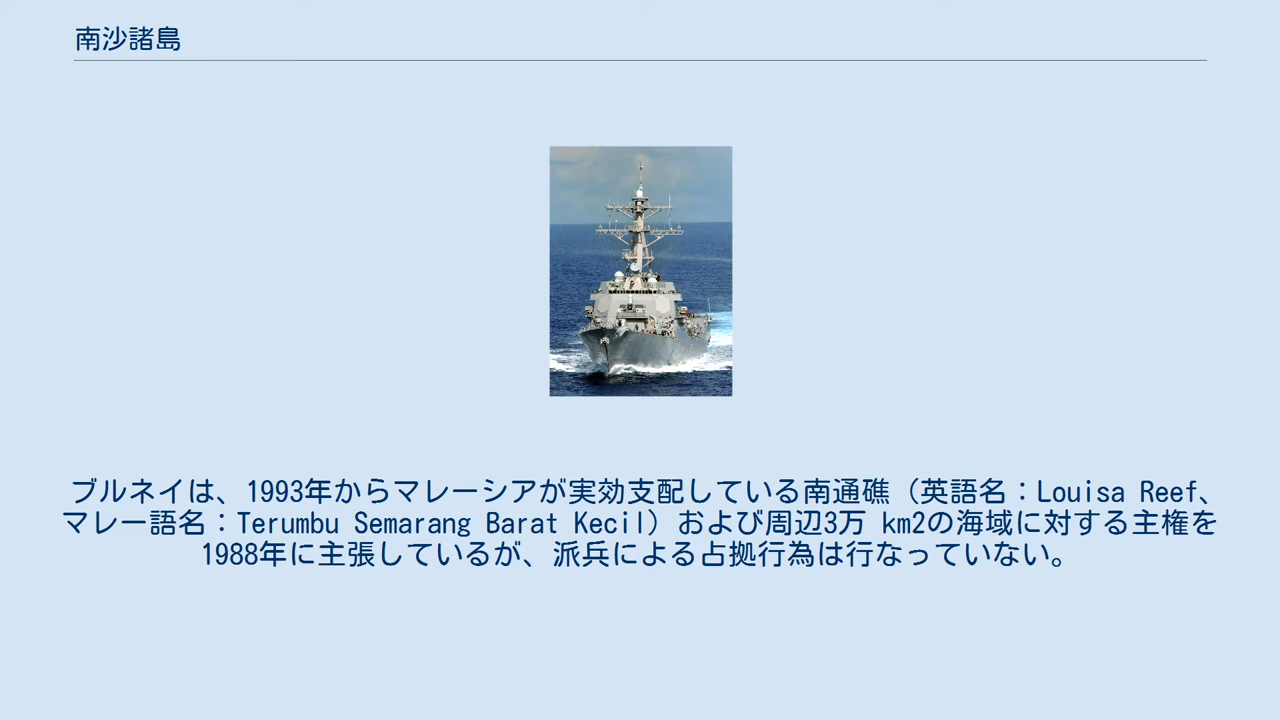 南沙諸島
ブルネイは、1993年からマレーシアが実効支配している南通礁（英語名：Louisa Reef、
マレー語名：Terumbu Semarang Barat Kecil）および周辺3万 km2の海域に対する主権を
1988年に主張しているが、派兵による占拠行為は行なっていない。